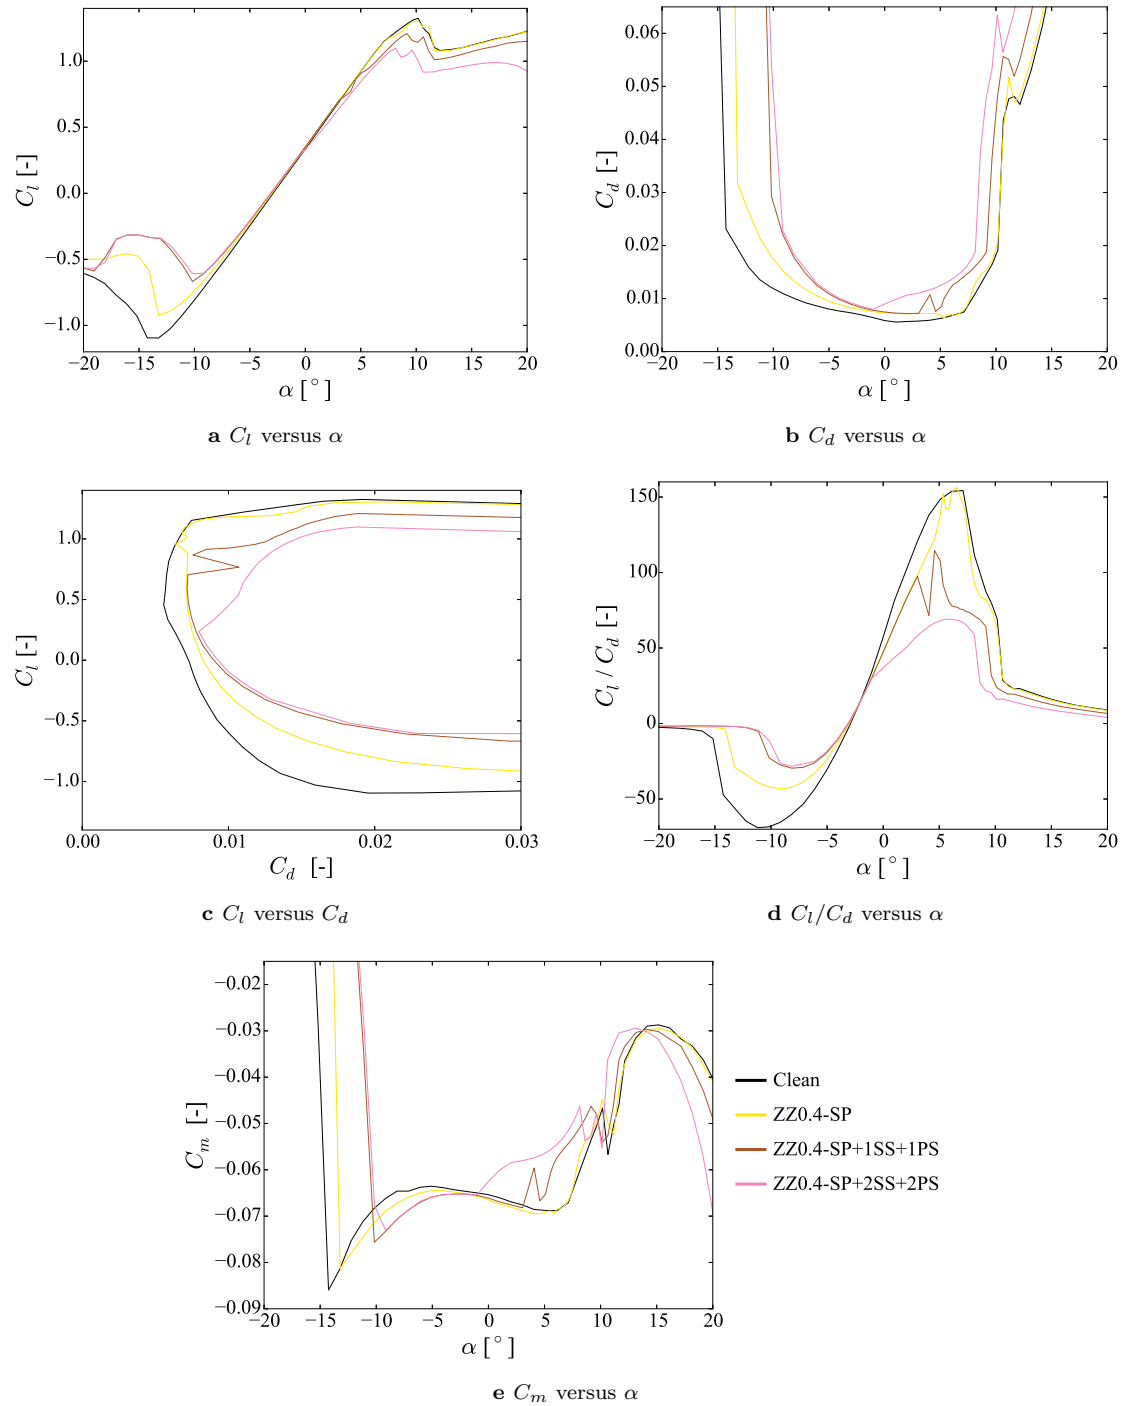 1.0
0.5
0.0
−0.5
−1.0
C_l [-]
−20 −15 −10 −5 0 5 10 15 20
α [°]
a C_l versus α
0.06
0.05
0.04
0.03
0.02
0.01
0.00
C_d [-]
−20 −15 −10 −5 0 5 10 15 20
α [°]
b C_d versus α
1.0
0.5
0.0
−0.5
−1.0
C_l [-]
0.00 0.01 0.02 0.03
C_d [-]
c C_l versus C_d
150
100
50
0
−50
C_l / C_d [-]
−20 −15 −10 −5 0 5 10 15 20
α [°]
d C_l/C_d versus α
−0.02
−0.03
−0.04
−0.05
−0.06
−0.07
−0.08
−0.09
C_m [-]
−20 −15 −10 −5 0 5 10 15 20
α [°]
Clean
ZZ0.4-SP
ZZ0.4-SP+1SS+1PS
ZZ0.4-SP+2SS+2PS
e C_m versus α